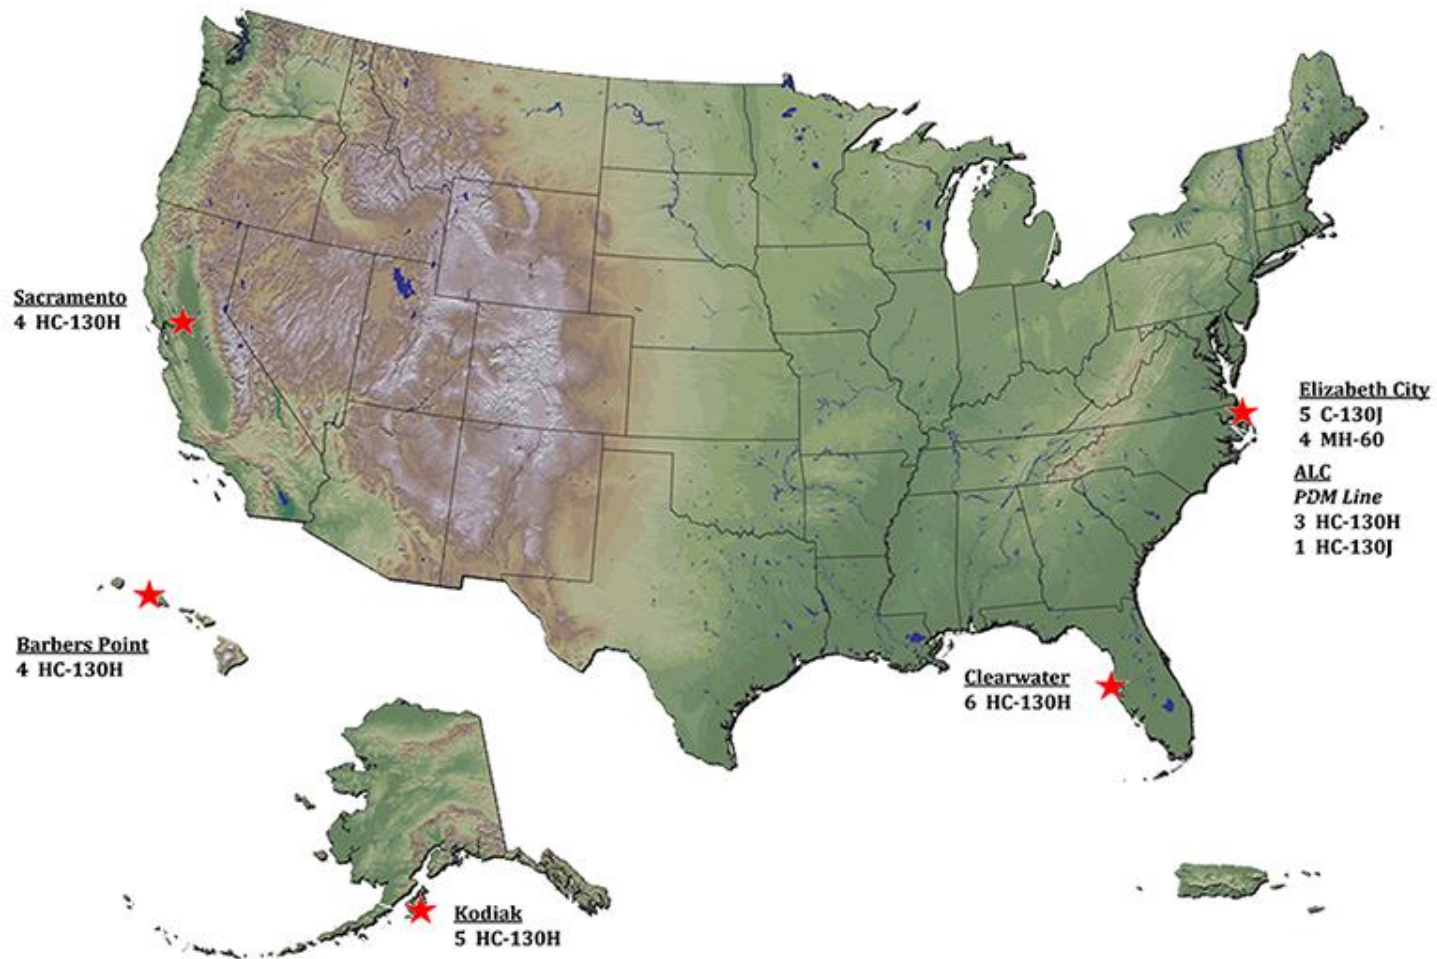 Sacramento
4 HC-130H
Elizabeth City
5 C-130J
4 MH-60
ALC
PDM Line
3 HC-130H
1 HC-130J
Barbers Point
4 HC-130H
Clearwater
6 HC-130H
Kodiak
5 HC-130H